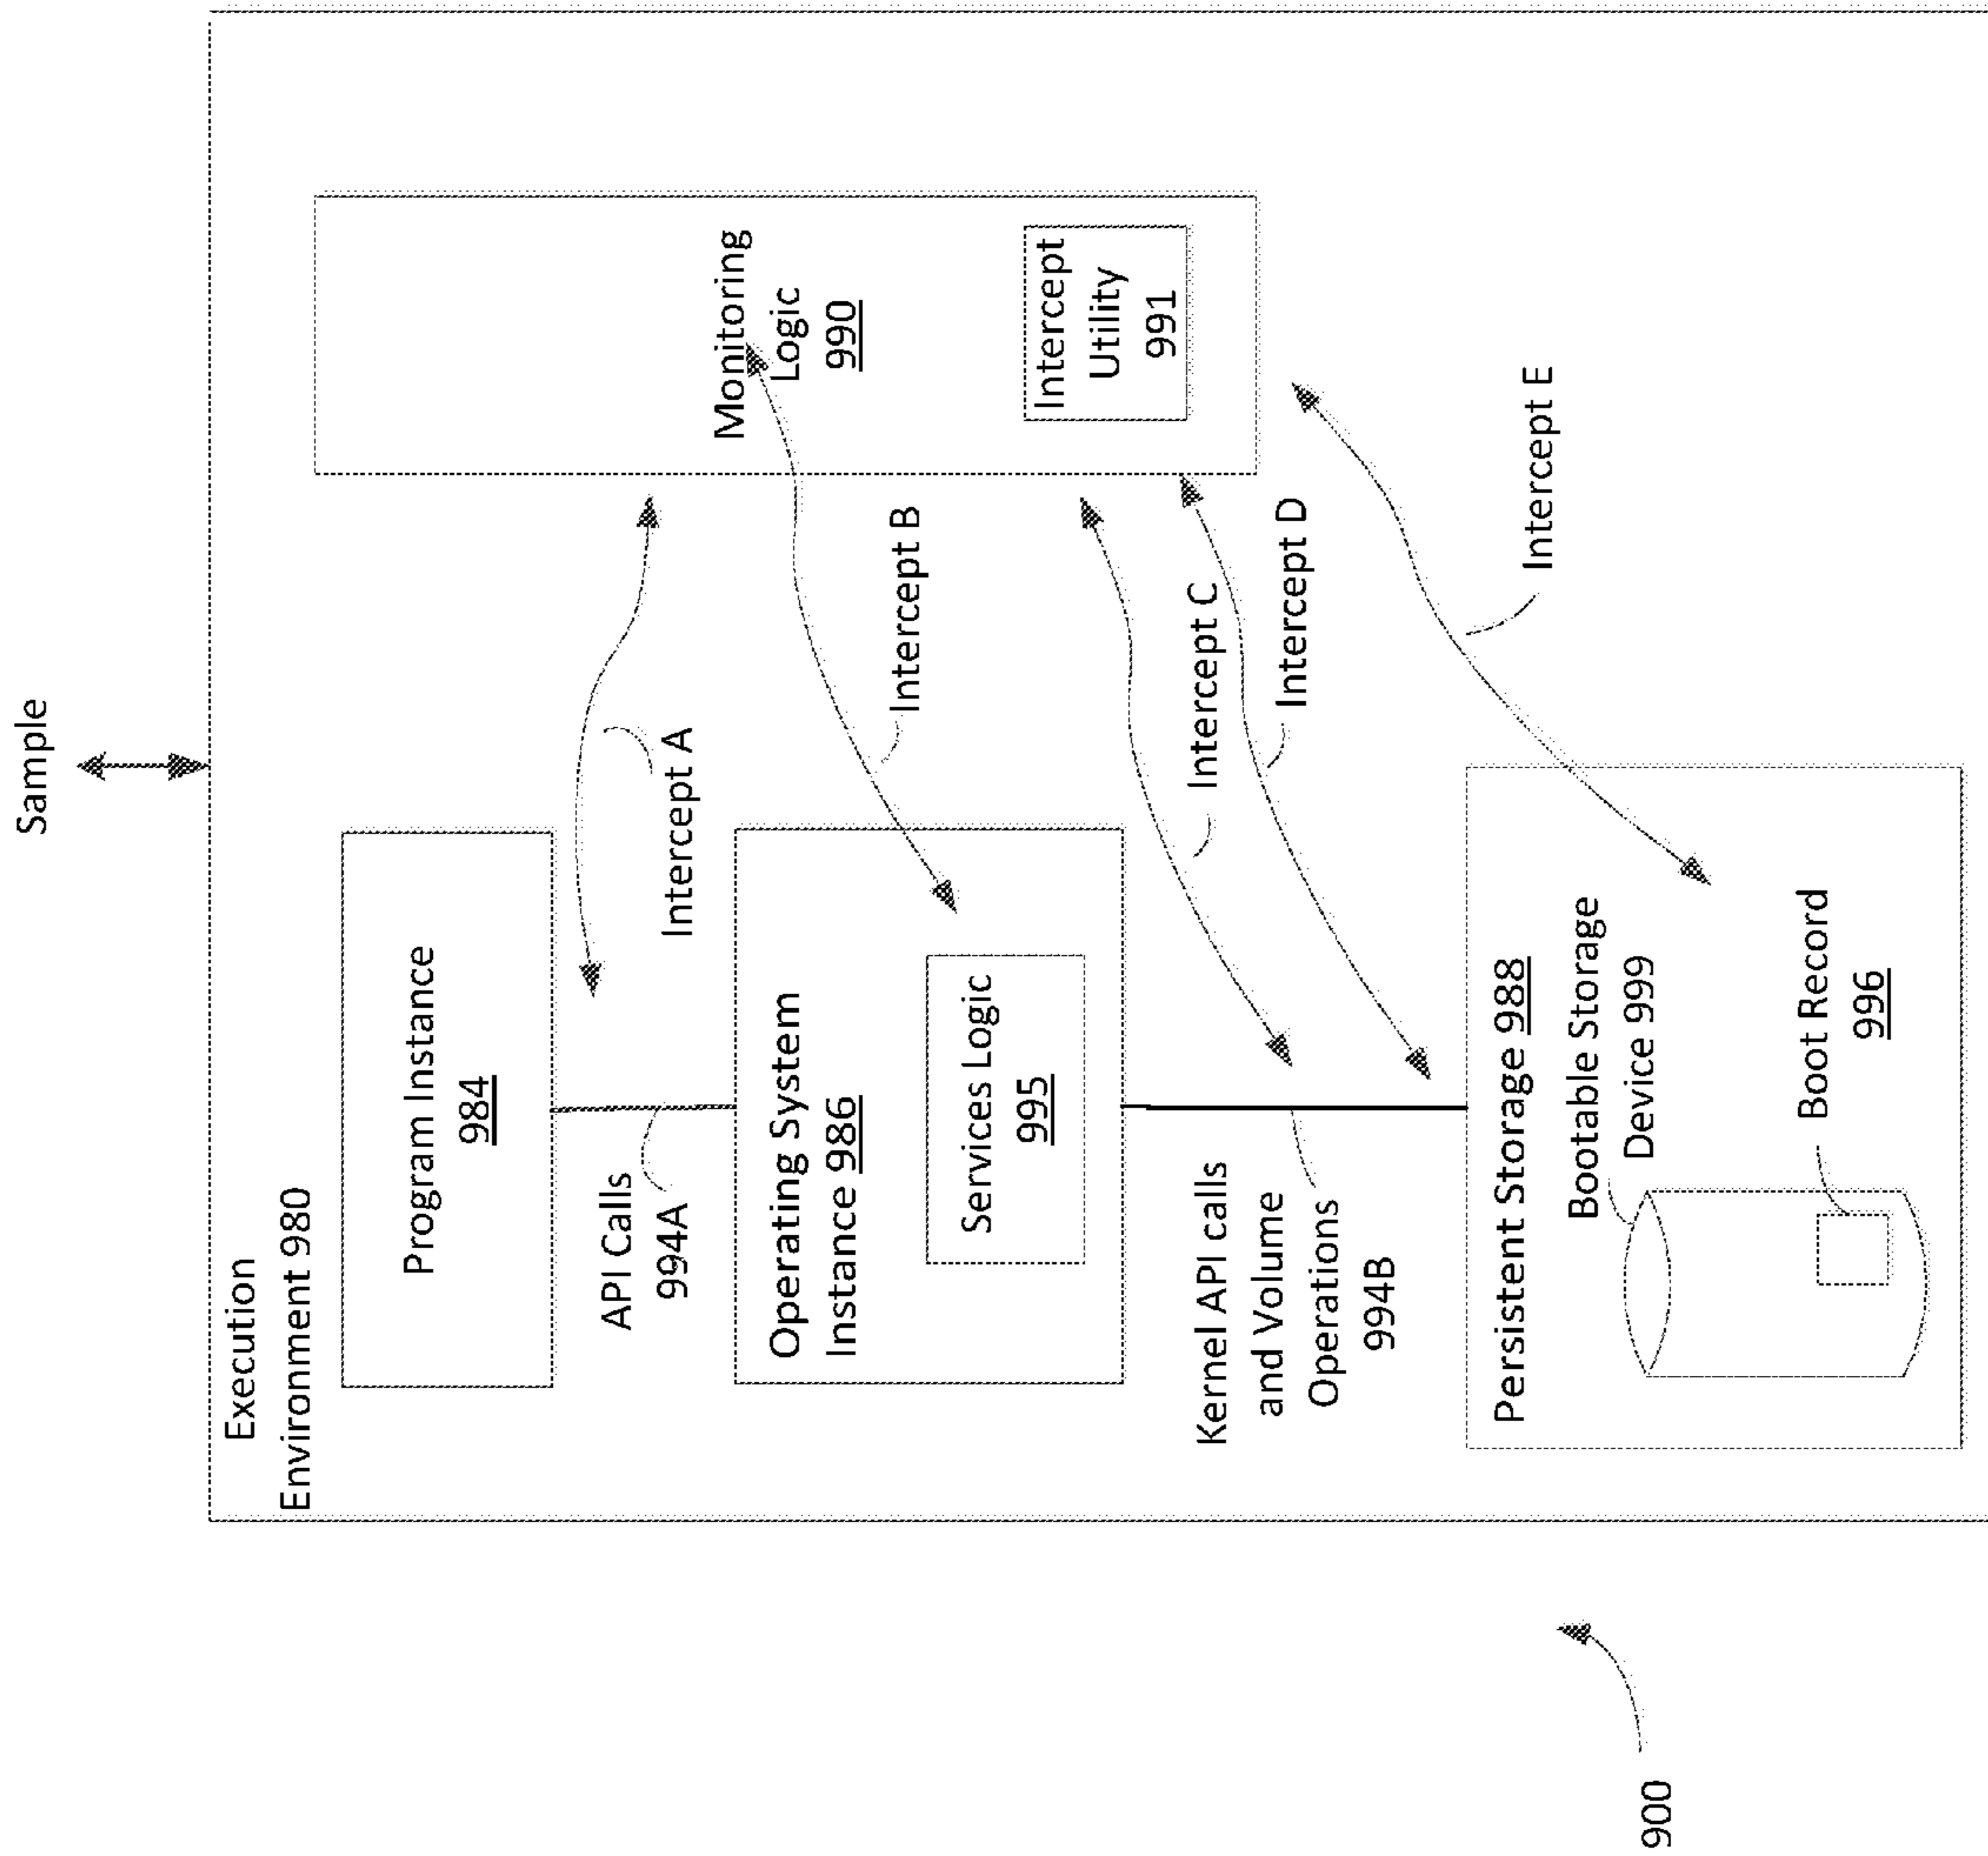 Sample
Execution
Environment 980
Program Instance
984
API Calls
994A
Intercept A
Operating System
Instance 986
Services Logic
995
Intercept B
Monitoring
Logic
990
Intercept
Utility
991
Kernel API calls
and Volume
Operations
994B
Intercept C
Intercept D
Persistent Storage 988
Bootable Storage
Device 999
Boot Record
996
Intercept E
900